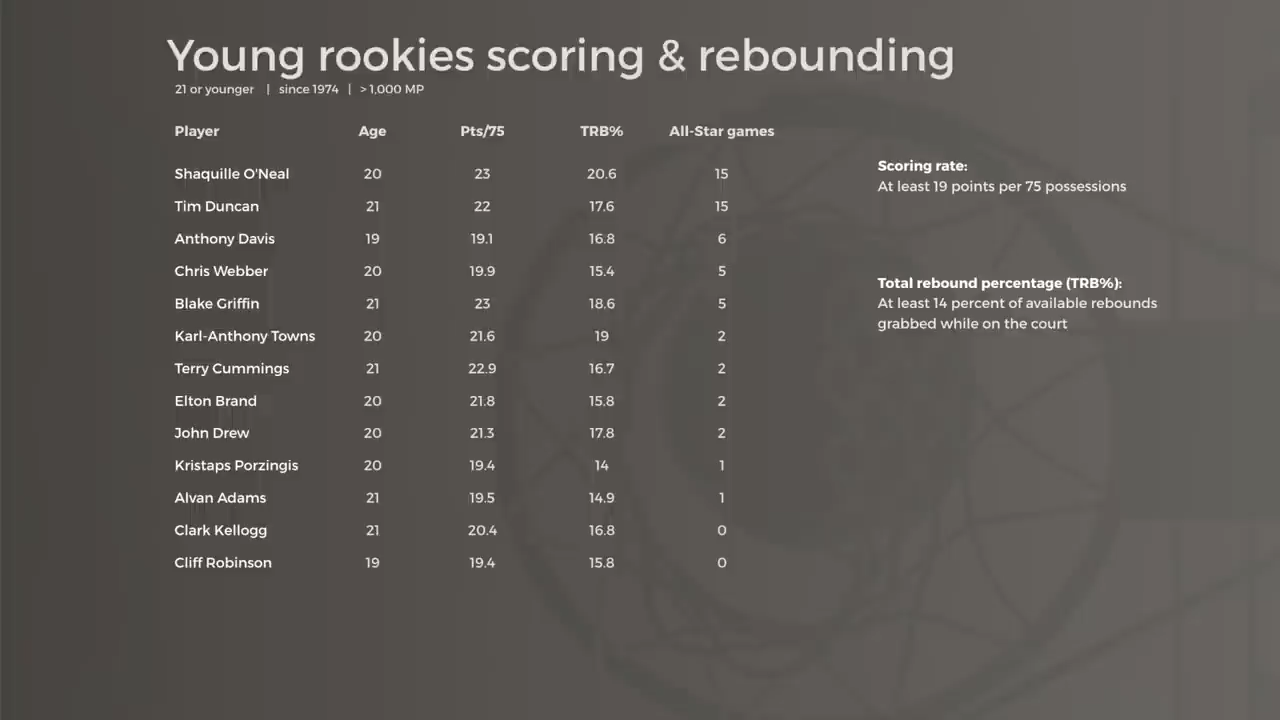 Young rookies scoring & rebounding
21 or younger | since 1974 | > 1,000 MP
Player Age Pts/75 TRB% All-Star games
Shaquille O'Neal 20 23 20.6 15
Tim Duncan 21 22 17.6 15
Anthony Davis 19 19.1 16.8 6
Chris Webber 20 19.9 15.4 5
Blake Griffin 21 23 18.6 5
Karl-Anthony Towns 20 21.6 19 2
Terry Cummings 21 22.9 16.7 2
Elton Brand 20 21.8 15.8 2
John Drew 20 21.3 17.8 2
Kristaps Porzingis 20 19.4 14 1
Alvan Adams 21 19.5 14.9 1
Clark Kellogg 21 20.4 16.8 0
Cliff Robinson 19 19.4 15.8 0
Scoring rate:
At least 19 points per 75 possessions
Total rebound percentage (TRB%):
At least 14 percent of available rebounds
grabbed while on the court